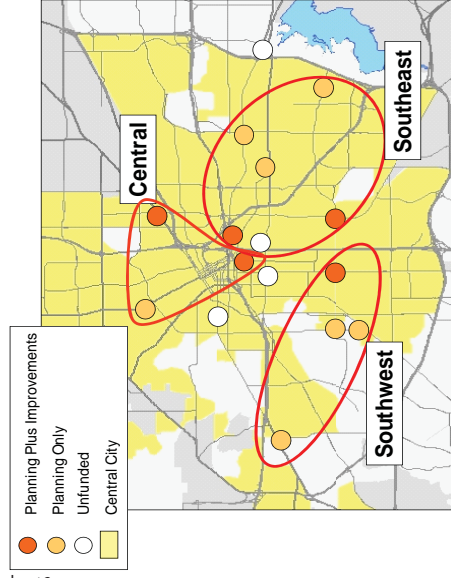 Planning Plus Improvements
Planning Only
Unfunded
Central City
Central
Southeast
Southwest